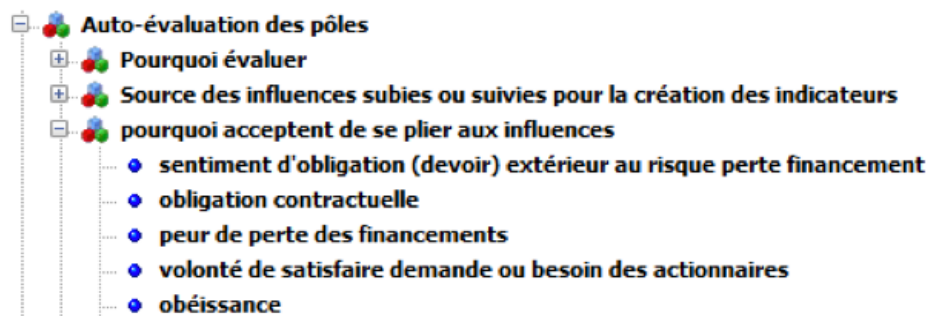 Auto-évaluation des pôles
Pourquoi évaluer
Source des influences subies ou suivies pour la création des indicateurs
pourquoi acceptent de se plier aux influences
sentiment d'obligation (devoir) extérieur au risque perte financement
obligation contractuelle
peur de perte des financements
volonté de satisfaire demande ou besoin des actionnaires
obéissance